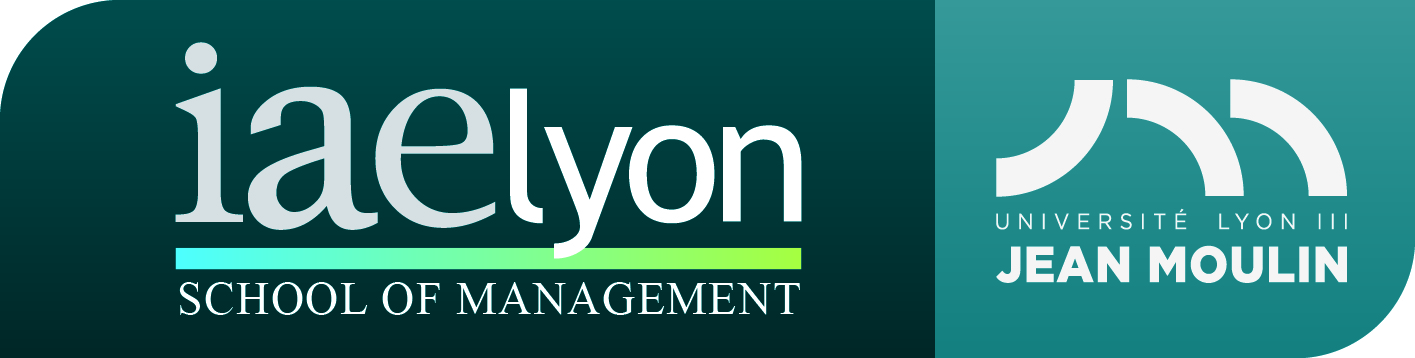 iaelyon
SCHOOL OF MANAGEMENT
UNIVERSITÉ LYON III
JEAN MOULIN